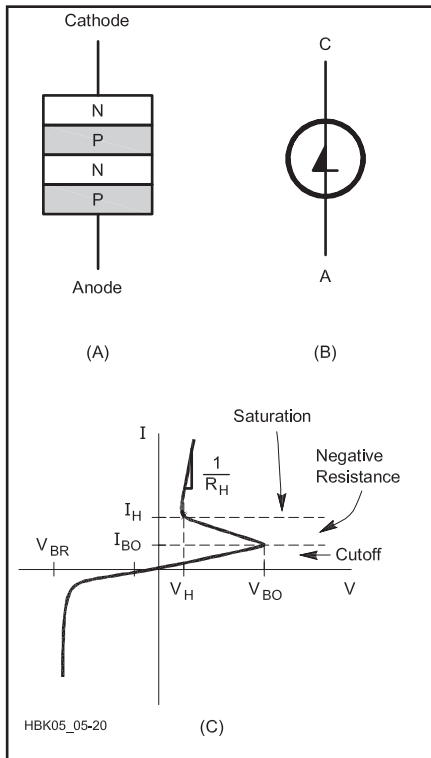 Cathode
N
P
N
P
Anode
(A)
C
A
(B)
I
Saturation
Negative
Resistance
1
R_H
I_H
I_BO
Cutoff
V_BR
V_H
V_BO
V
HBK05_05-20
(C)